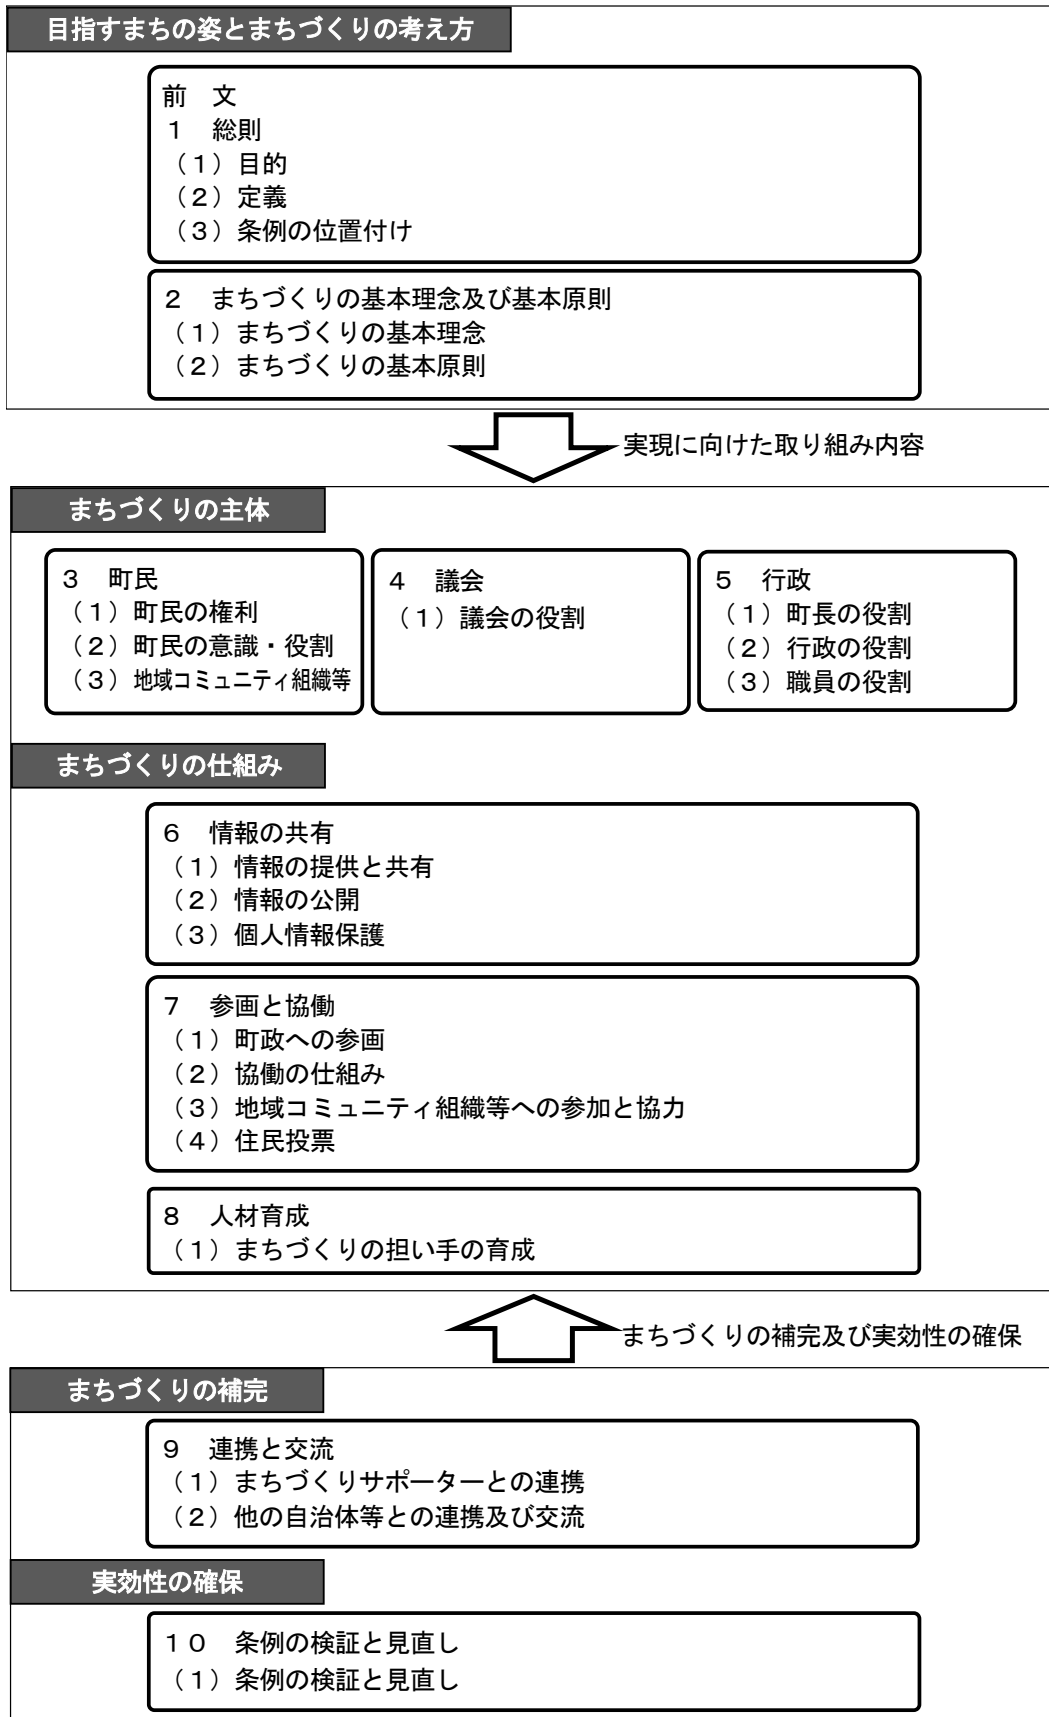 目指すまちの姿とまちづくりの考え方
前　文
１　総則
（１）目的
（２）定義
（３）条例の位置付け
２　まちづくりの基本理念及び基本原則
（１）まちづくりの基本理念
（２）まちづくりの基本原則
実現に向けた取り組み内容
まちづくりの主体
３　町民
（１）町民の権利
（２）町民の意識・役割
（３）地域コミュニティ組織等
４　議会
（１）議会の役割
５　行政
（１）町長の役割
（２）行政の役割
（３）職員の役割
まちづくりの仕組み
６　情報の共有
（１）情報の提供と共有
（２）情報の公開
（３）個人情報保護
７　参画と協働
（１）町政への参画
（２）協働の仕組み
（３）地域コミュニティ組織等への参加と協力
（４）住民投票
８　人材育成
（１）まちづくりの担い手の育成
まちづくりの補完及び実効性の確保
まちづくりの補完
９　連携と交流
（１）まちづくりサポーターとの連携
（２）他の自治体等との連携及び交流
実効性の確保
１０　条例の検証と見直し
（１）条例の検証と見直し